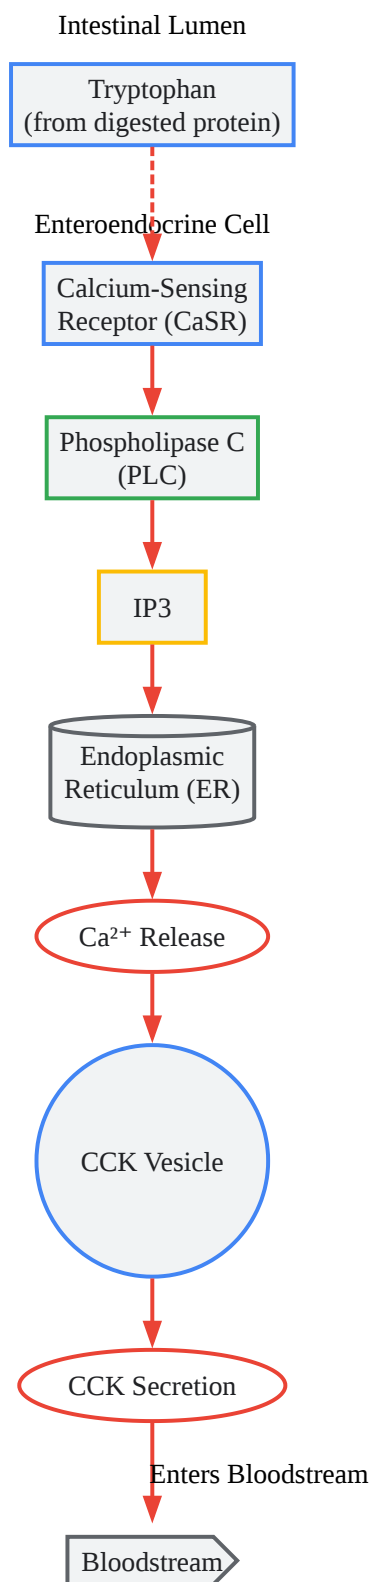 Intestinal Lumen
Tryptophan
(from digested protein)
Enteroendocrine Cell
Calcium-Sensing
Receptor (CaSR)
Phospholipase C
(PLC)
IP3
Endoplasmic
Reticulum (ER)
Ca²⁺ Release
CCK Vesicle
CCK Secretion
Enters Bloodstream
Bloodstream